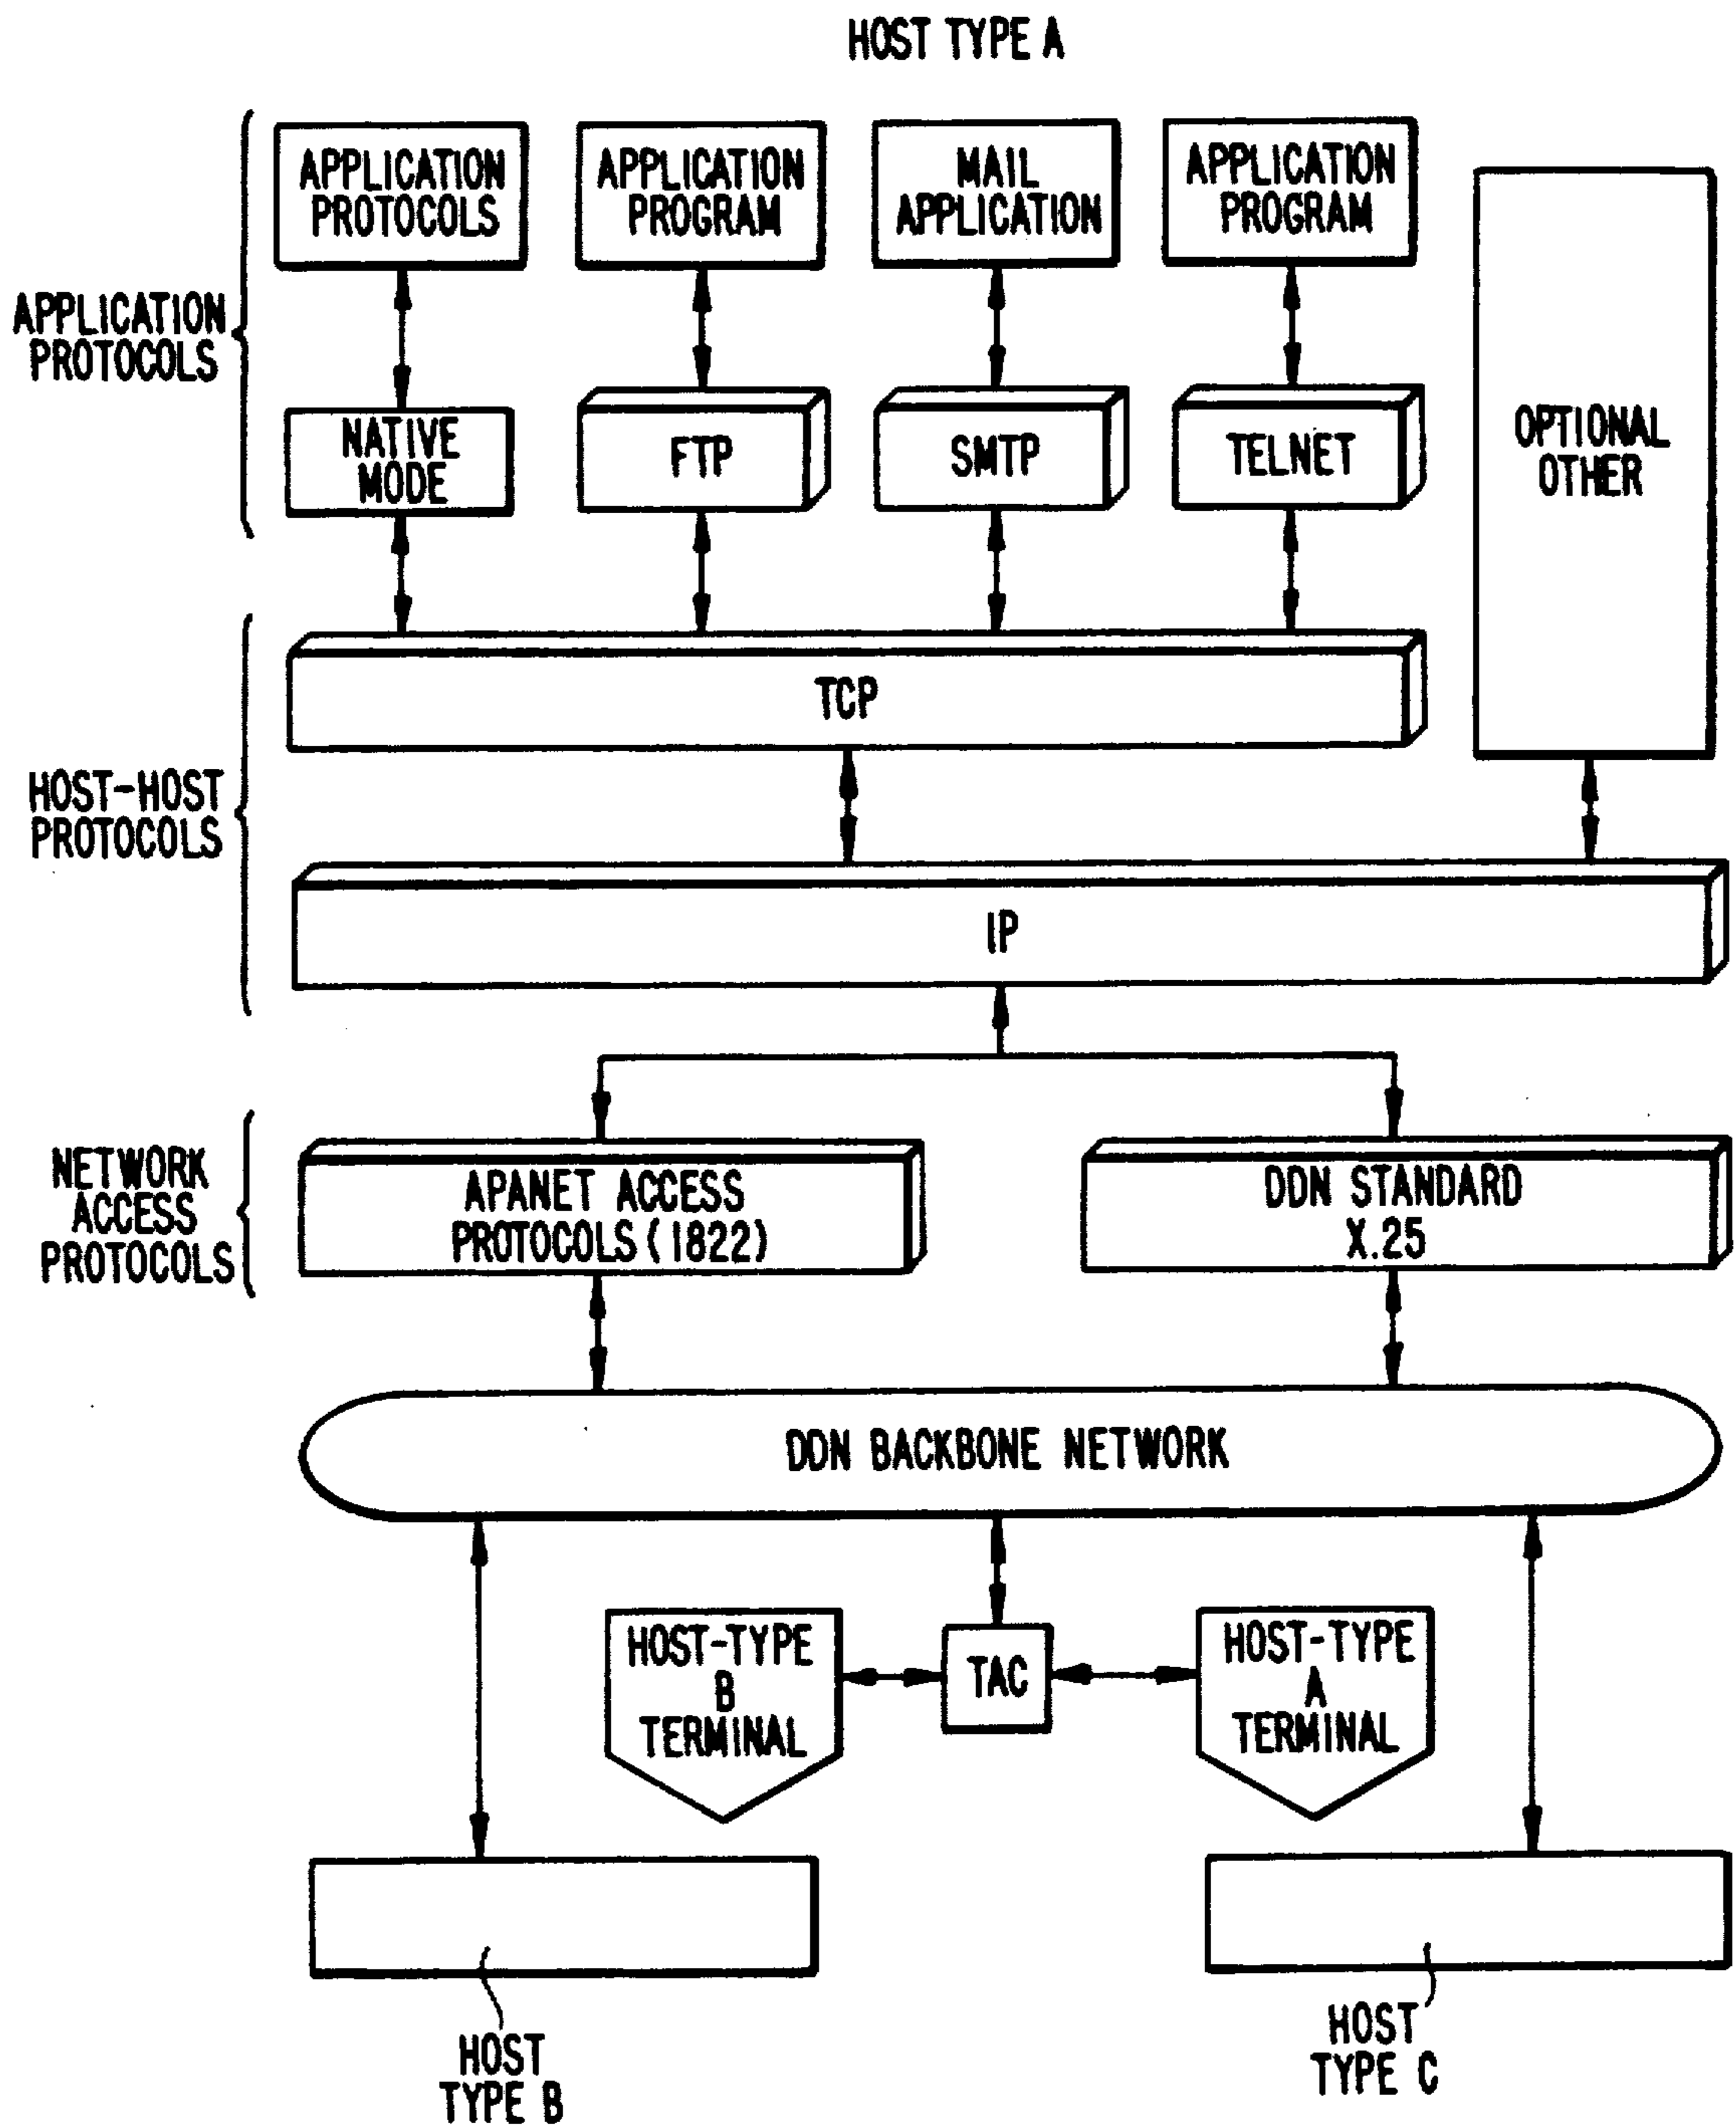 HOST TYPE A
APPLICATION
PROTOCOLS
APPLICATION
PROGRAM
MAIL
APPLICATION
APPLICATION
PROGRAM
APPLICATION
PROTOCOLS
NATIVE
MODE
FTP
SMTP
TELNET
OPTIONAL
OTHER
TCP
HOST-HOST
PROTOCOLS
IP
NETWORK
ACCESS
PROTOCOLS
APANET ACCESS
PROTOCOLS (1822)
DDN STANDARD
X.25
DDN BACKBONE NETWORK
HOST-TYPE
B
TERMINAL
TAC
HOST-TYPE
A
TERMINAL
HOST
TYPE B
HOST
TYPE C